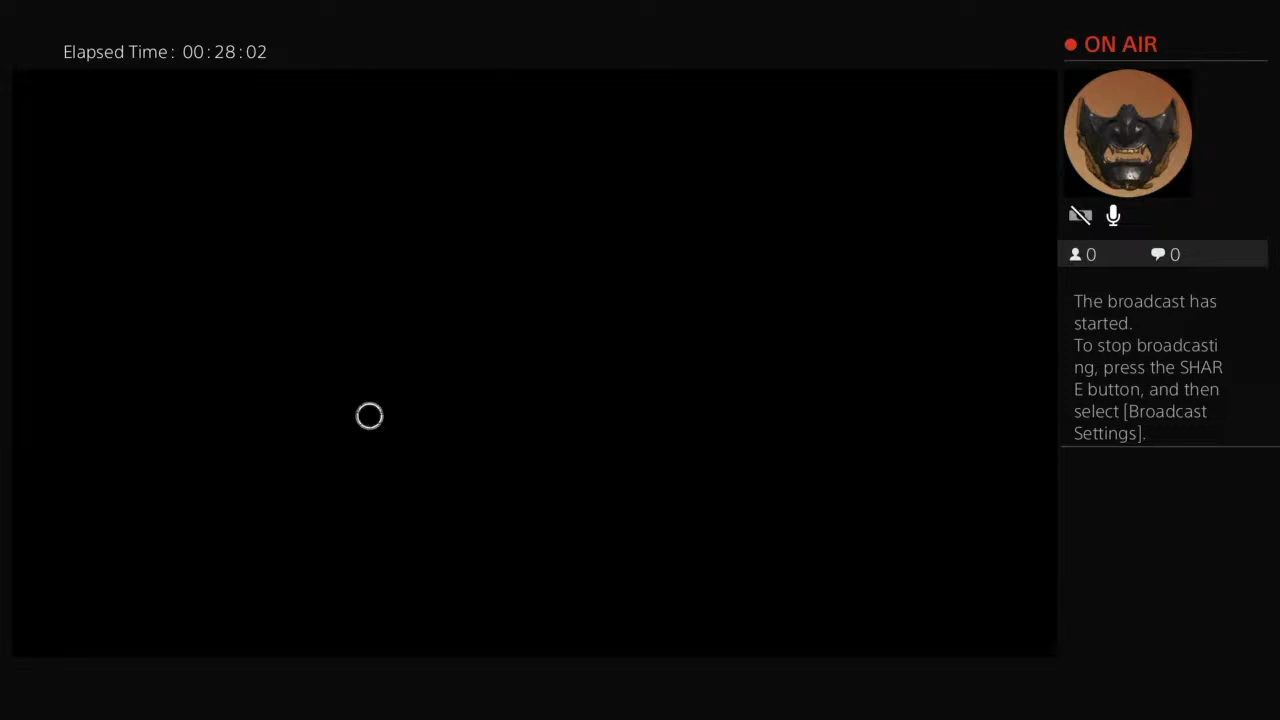 Elapsed Time: 00:28:02
ON AIR
0 0
The broadcast has
started.
To stop broadcasti
ng, press the SHAR
E button, and then
select [Broadcast
Settings].